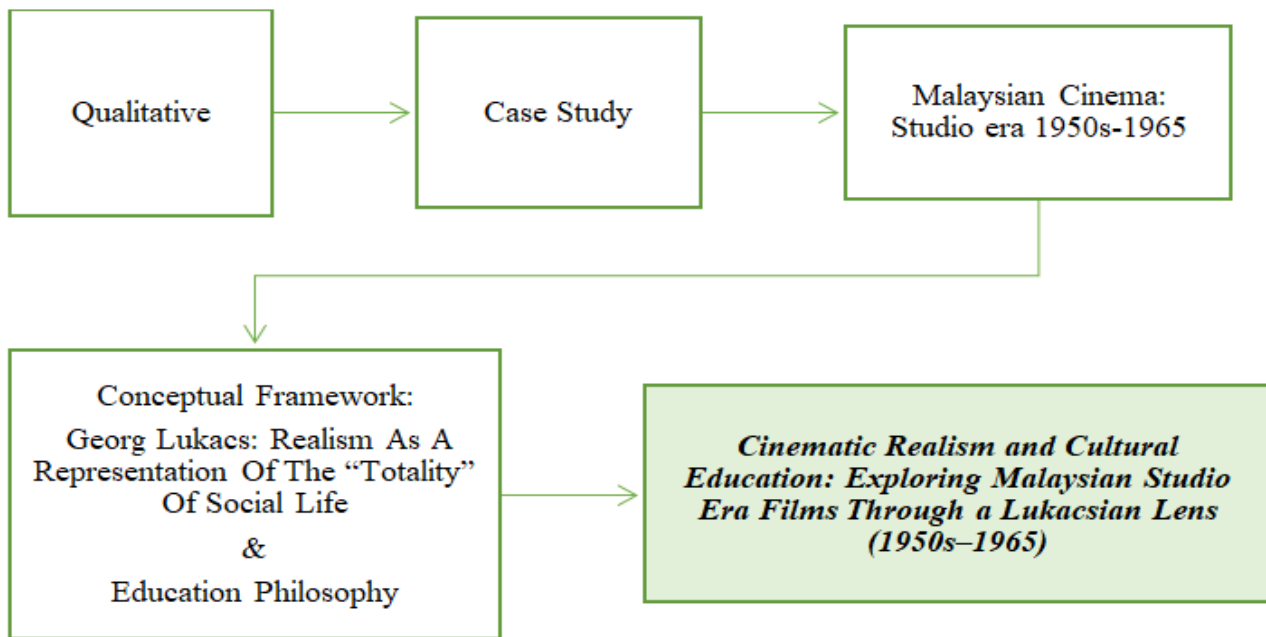 Qualitative
Case Study
Malaysian Cinema:
Studio era 1950s-1965
Conceptual Framework:
Georg Lukacs: Realism As A
Representation Of The “Totality”
Of Social Life
&
Education Philosophy
Cinematic Realism and Cultural
Education: Exploring Malaysian Studio
Era Films Through a Lukacsian Lens
(1950s–1965)